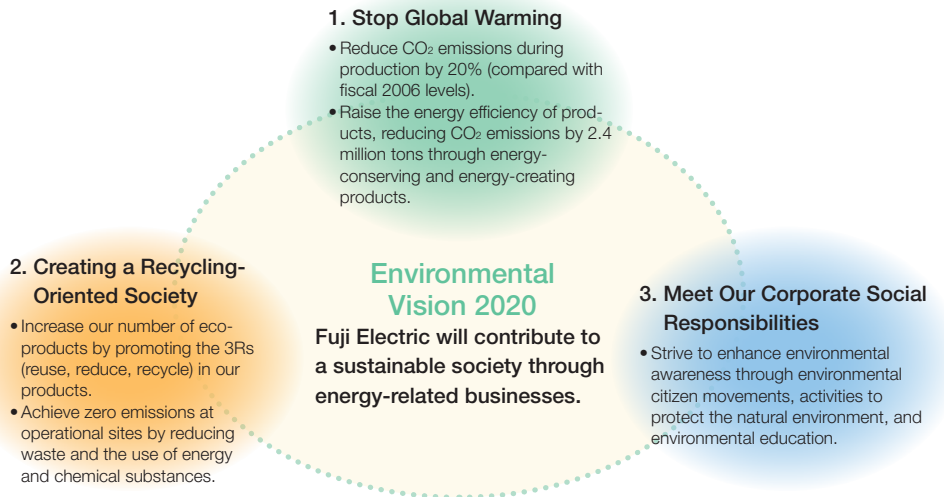 1. Stop Global Warming
• Reduce CO₂ emissions during
production by 20% (compared with
fiscal 2006 levels).
• Raise the energy efficiency of prod-
ucts, reducing CO₂ emissions by 2.4
million tons through energy-
conserving and energy-creating
products.
2. Creating a Recycling-
Oriented Society
• Increase our number of eco-
products by promoting the 3Rs
(reuse, reduce, recycle) in our
products.
• Achieve zero emissions at
operational sites by reducing
waste and the use of energy
and chemical substances.
Environmental
Vision 2020
Fuji Electric will contribute to
a sustainable society through
energy-related businesses.
3. Meet Our Corporate Social
Responsibilities
• Strive to enhance environmental
awareness through environmental
citizen movements, activities to
protect the natural environment, and
environmental education.